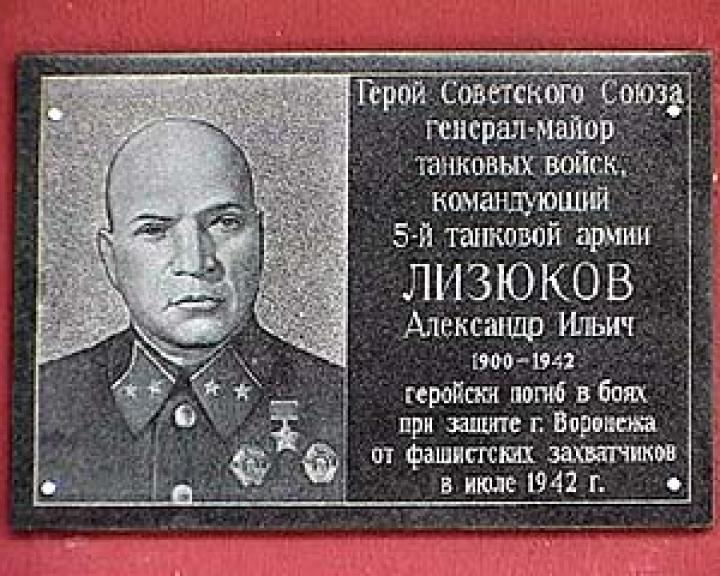 Герой Советского Союза
генерал-майор
танковых войск,
командующий
5-й танковой армии
ЛИЗЮКОВ
Александр Ильич
1900-1942
геройски погиб в боях
при защите г. Воронежа
от фашистских захватчиков
в июле 1942 г.